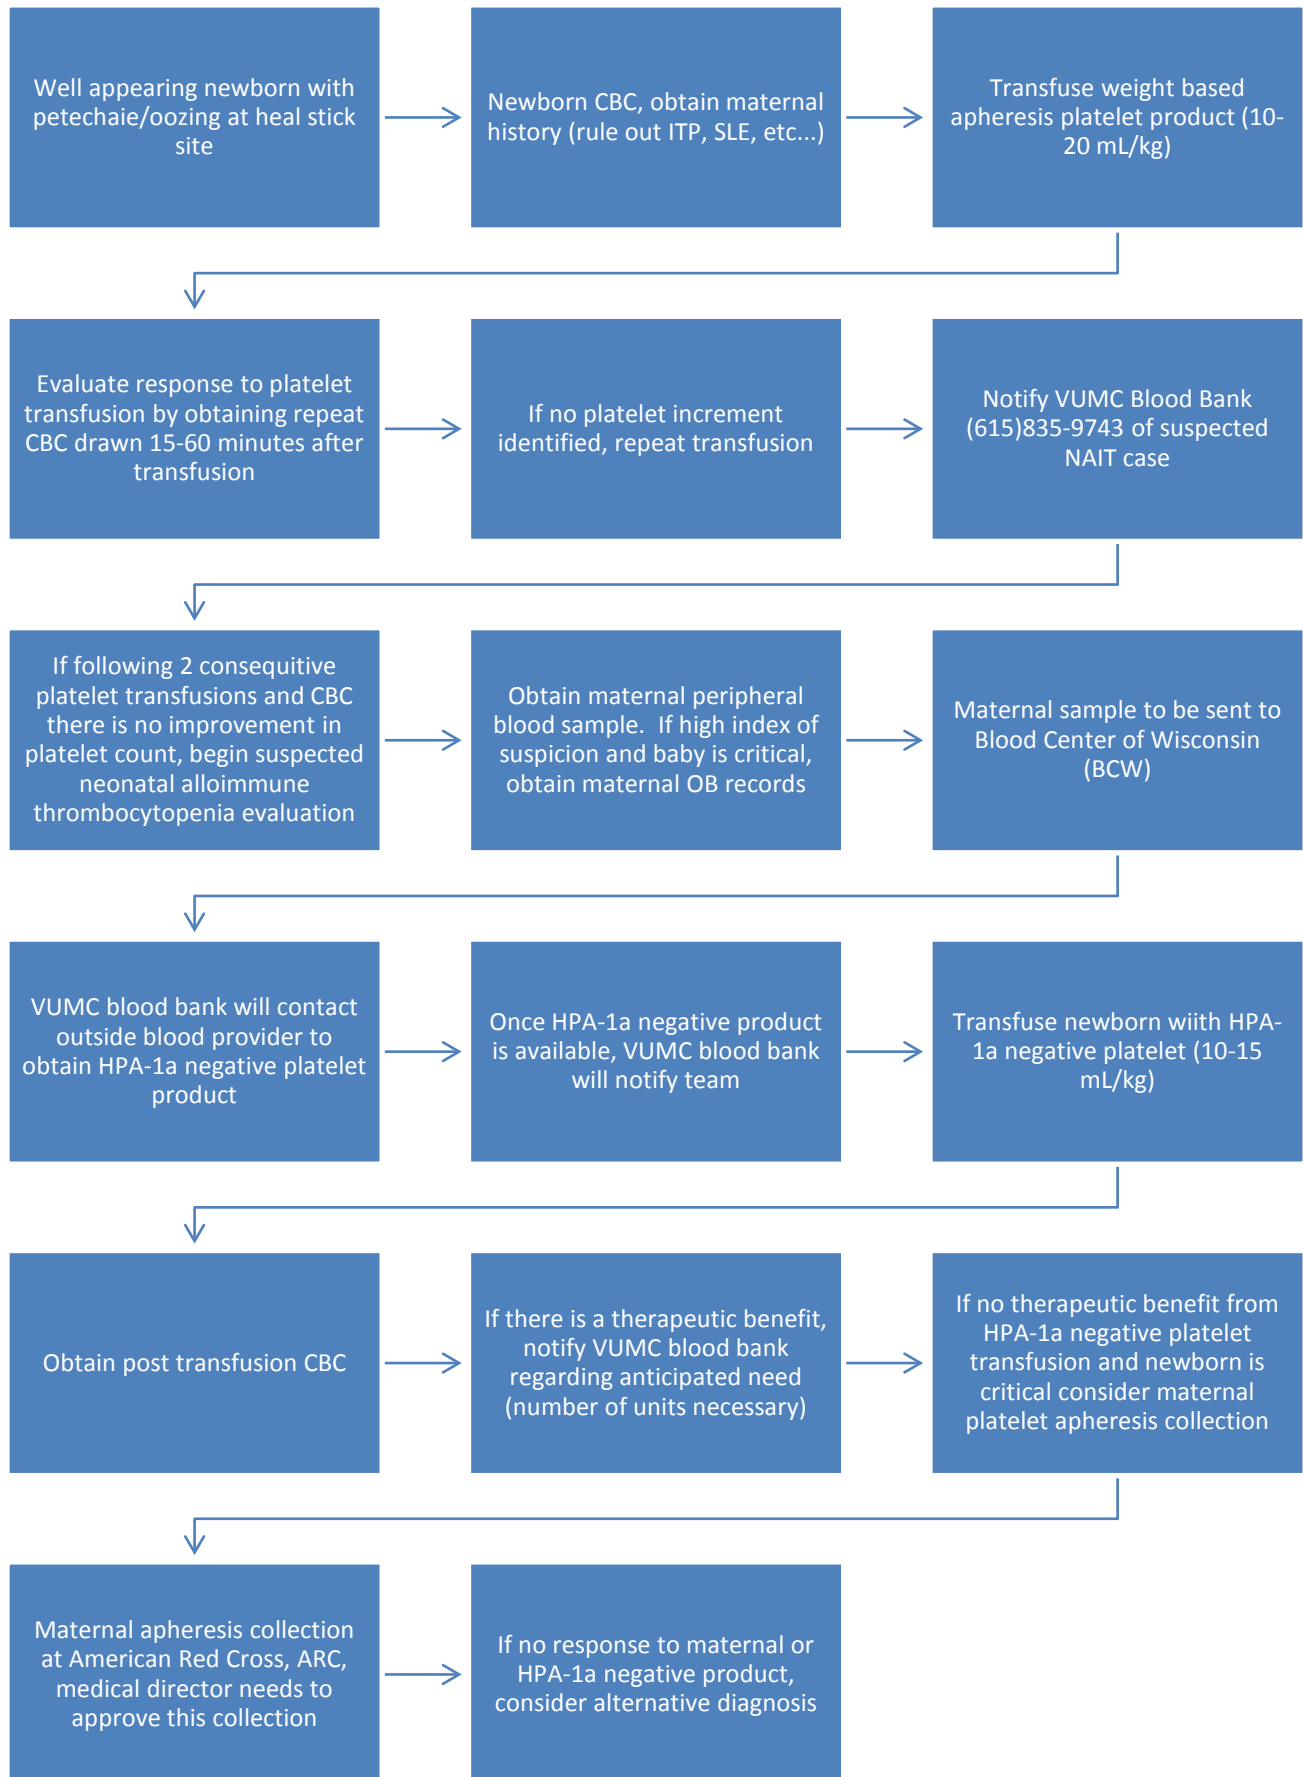 Well appearing newborn with
petechaie/oozing at heal stick
site
Newborn CBC, obtain maternal
history (rule out ITP, SLE, etc...)
Transfuse weight based
apheresis platelet product (10-
20 mL/kg)
Evaluate response to platelet
transfusion by obtaining repeat
CBC drawn 15-60 minutes after
transfusion
If no platelet increment
identified, repeat transfusion
Notify VUMC Blood Bank
(615)835-9743 of suspected
NAIT case
If following 2 consequitive
platelet transfusions and CBC
there is no improvement in
platelet count, begin suspected
neonatal alloimmune
thrombocytopenia evaluation
Obtain maternal peripheral
blood sample.  If high index of
suspicion and baby is critical,
obtain maternal OB records
Maternal sample to be sent to
Blood Center of Wisconsin
(BCW)
VUMC blood bank will contact
outside blood provider to
obtain HPA-1a negative platelet
product
Once HPA-1a negative product
is available, VUMC blood bank
will notify team
Transfuse newborn wiith HPA-
1a negative platelet (10-15
mL/kg)
Obtain post transfusion CBC
If there is a therapeutic benefit,
notify VUMC blood bank
regarding anticipated need
(number of units necessary)
If no therapeutic benefit from
HPA-1a negative platelet
transfusion and newborn is
critical consider maternal
platelet apheresis collection
Maternal apheresis collection
at American Red Cross, ARC,
medical director needs to
approve this collection
If no response to maternal or
HPA-1a negative product,
consider alternative diagnosis